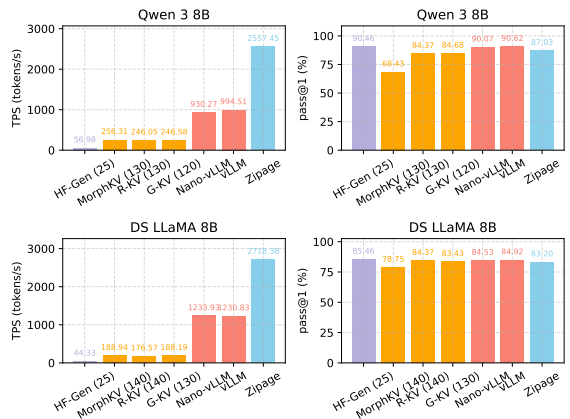 Qwen 3 8B
TPS (tokens/s)
3000
2000
1000
0
56.98
256.31
246.05
246.58
930.27
994.51
2557.45
HF-Gen (25)
MorphKV (130)
R-KV (130)
G-KV (120)
Nano-vLLM
vLLM
Zipage
Qwen 3 8B
pass@1 (%)
100
75
50
25
0
90.46
68.43
84.37
84.68
90.07
90.62
87.03
HF-Gen (25)
MorphKV (130)
R-KV (130)
G-KV (120)
Nano-vLLM
vLLM
Zipage
DS LLaMA 8B
TPS (tokens/s)
3000
2000
1000
0
44.33
188.94
176.57
188.19
1233.93
1230.83
2713.38
HF-Gen (25)
MorphKV (140)
R-KV (140)
G-KV (130)
Nano-vLLM
vLLM
Zipage
DS LLaMA 8B
pass@1 (%)
100
75
50
25
0
85.46
78.75
84.37
83.43
84.53
84.92
83.20
HF-Gen (25)
MorphKV (140)
R-KV (140)
G-KV (130)
Nano-vLLM
vLLM
Zipage